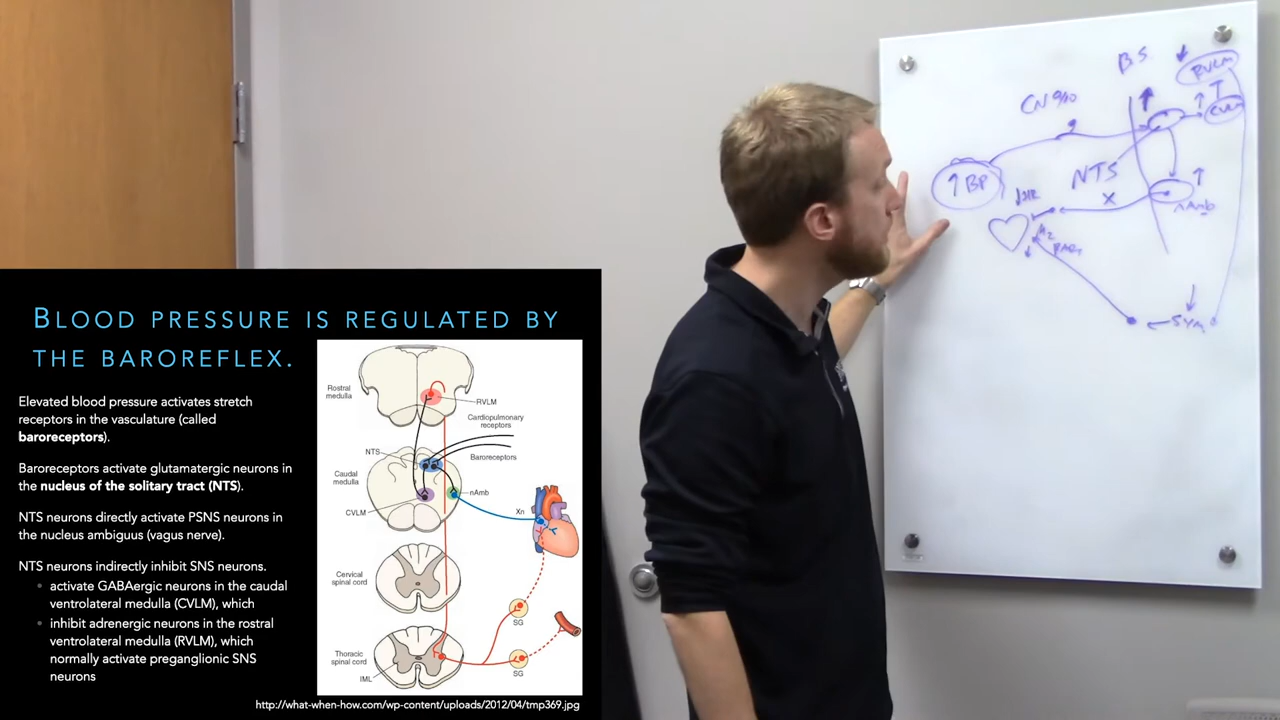 BLOOD PRESSURE IS REGULATED BY
THE BAROREFLEX.
Elevated blood pressure activates stretch
receptors in the vasculature (called
baroreceptors).
Baroreceptors activate glutamatergic neurons in
the nucleus of the solitary tract (NTS).
NTS neurons directly activate PSNS neurons in
the nucleus ambiguus (vagus nerve).
NTS neurons indirectly inhibit SNS neurons.
activate GABAergic neurons in the caudal
ventrolateral medulla (CVLM), which
inhibit adrenergic neurons in the rostral
ventrolateral medulla (RVLM), which
normally activate preganglionic SNS
neurons
Rostral
medulla
RVLM
Cardiopulmonary
receptors
NTS
Baroreceptors
Caudal
medulla
nAmb
CVLM
Xn
Cervical
spinal cord
SG
Thoracic
spinal cord
SG
IML
http://what-when-how.com/wp-content/uploads/2012/04/tmp369.jpg
BS
↓
RVLM
CN 9/10
↑
↑
CVLM
↑ BP
NTS
X
↑
nAmb
↓
SYM